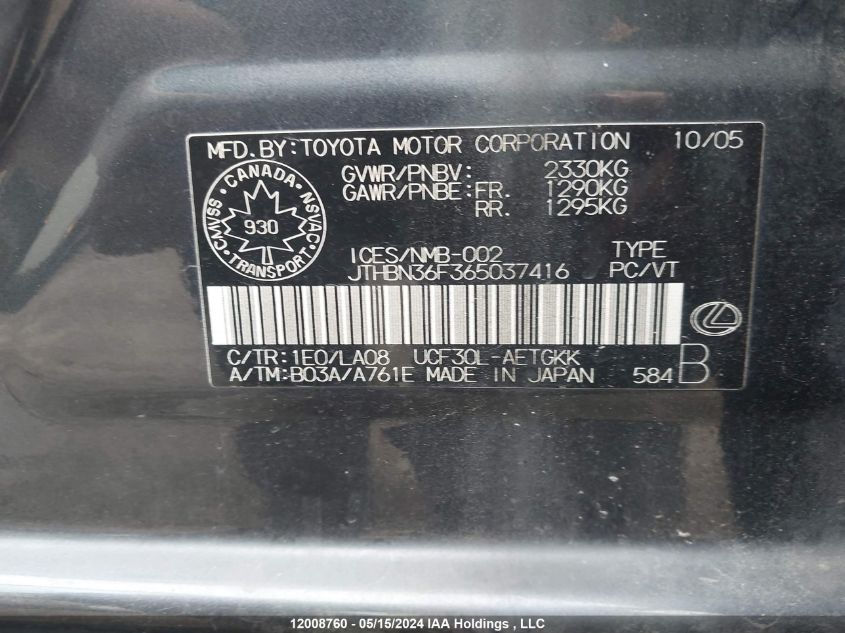 MFD.BY:TOYOTA MOTOR CORPORATION 10/05
GVWR/PNBV: 2330KG
GAWR/PNBE:FR. 1290KG
RR. 1295KG
CANADA
CMVSS 930 NSVAC
TRANSPORT
ICES/NMB-002 TYPE
JTHBN36F365037416 PC/VT
C/TR:1E0/LA08 UCF30L-AETGKK
A/TM:B03A/A761E MADE IN JAPAN 584 B
12008760 - 05/15/2024 IAA Holdings , LLC